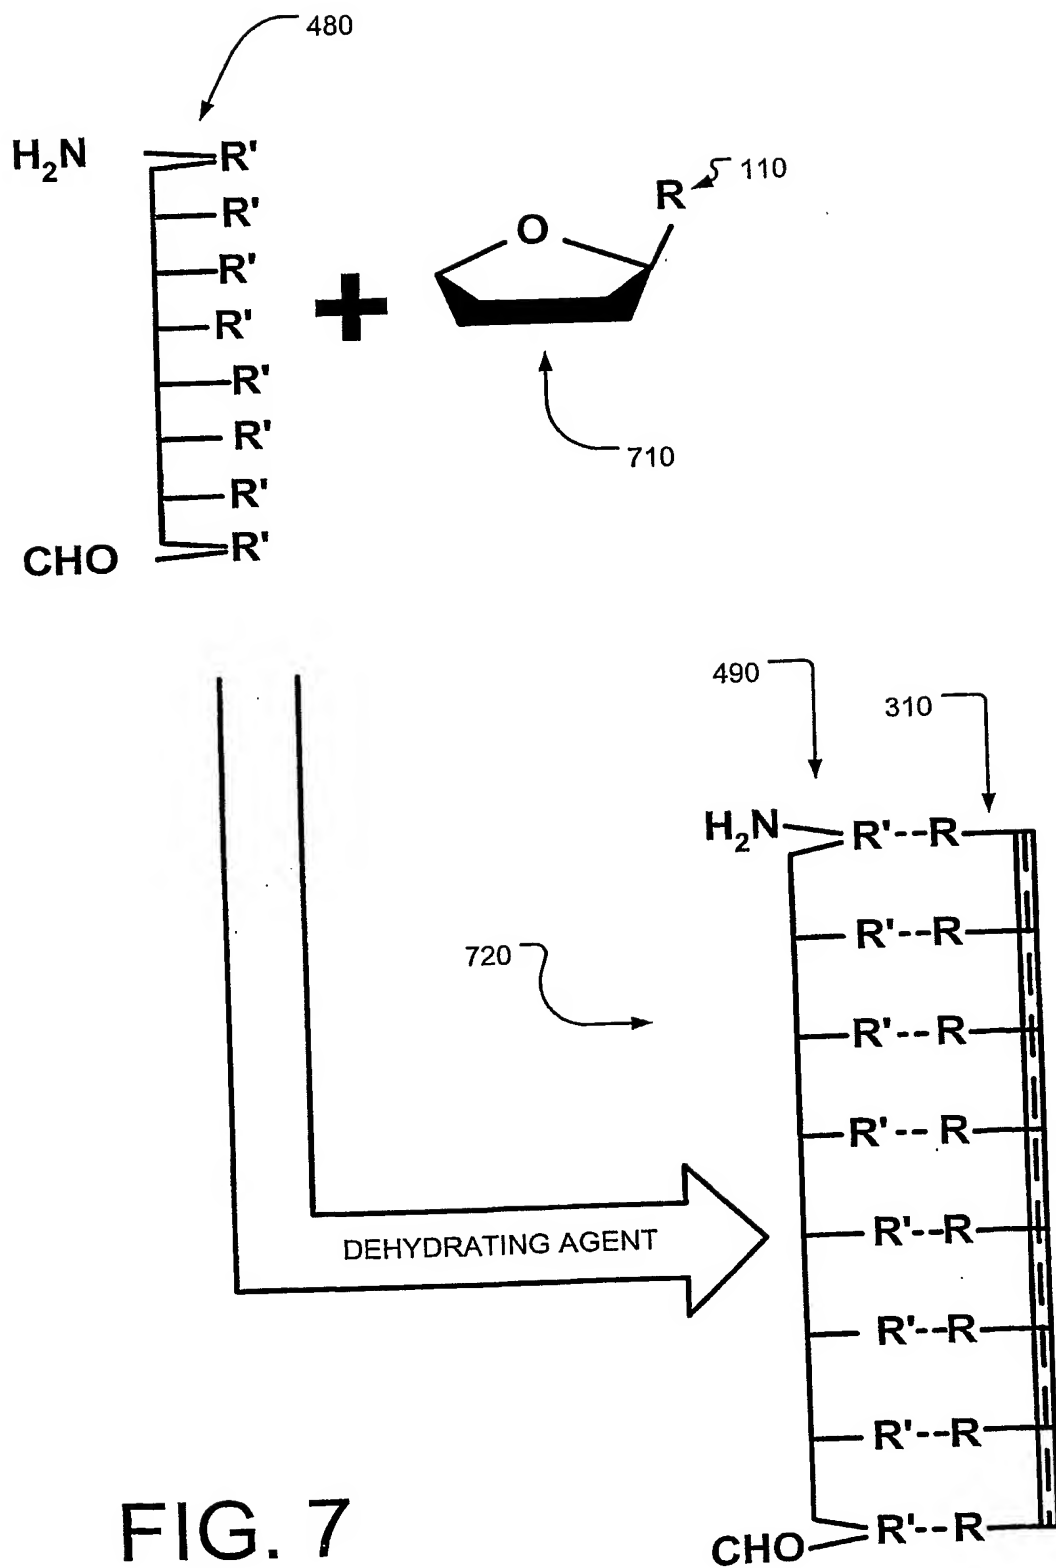 480
H2N R'
R'
R'
R'
R'
R'
R'
CHO R'
R 110
O
710
490
310
H2N R'--R
R'--R
720
R'--R
R'--R
R'--R
DEHYDRATING AGENT
R'--R
R'--R
CHO R'--R
FIG. 7